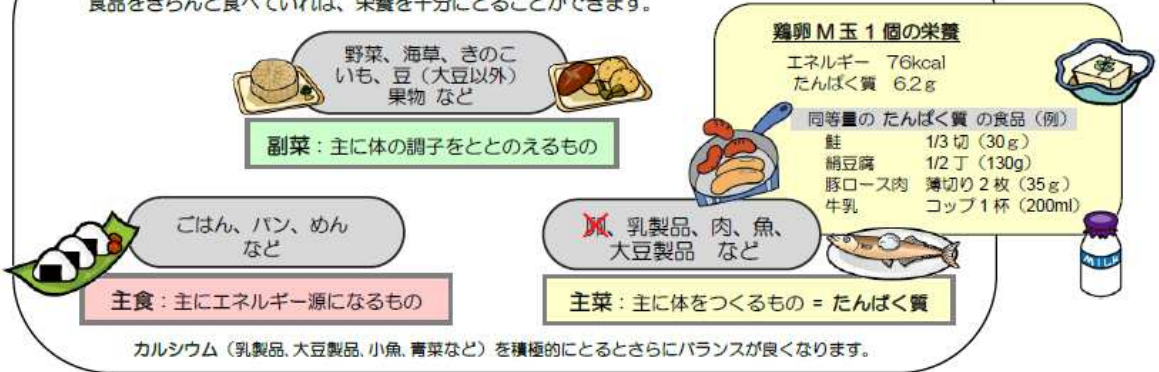 食品をきちんと食べていれば、栄養を十分にとることができます。
野菜、海草、きのこ
いも、豆（大豆以外）
果物 など
副菜：主に体の調子をととのえるもの
鶏卵 M 玉 1 個の栄養
エネルギー 76kcal
たんぱく質 6.2g
同等量の たんぱく質 の食品（例）
鮭 1/3 切（30g）
絹豆腐 1/2 丁（130g）
豚ロース肉 薄切り 2 枚（35g）
牛乳 コップ 1 杯（200ml）
ごはん、パン、めん
など
主食：主にエネルギー源になるもの
卵、乳製品、肉、魚、
大豆製品 など
主菜：主に体をつくるもの = たんぱく質
MILK
カルシウム（乳製品、大豆製品、小魚、青菜など）を積極的にとるとさらにバランスが良くなります。